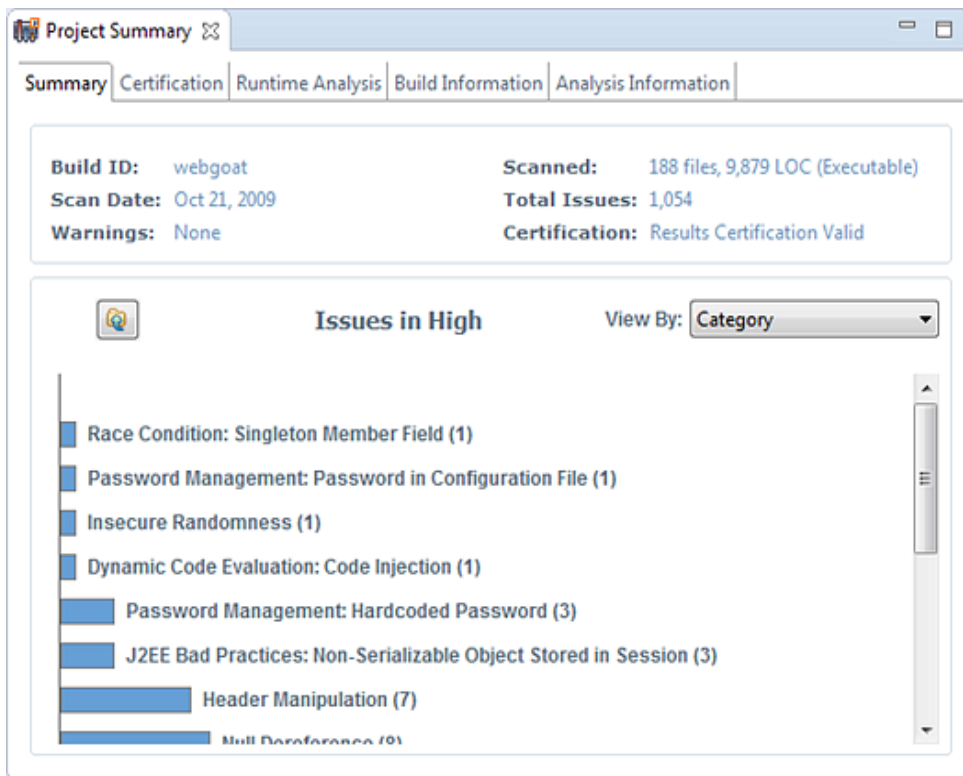 Project Summary
Summary Certification Runtime Analysis Build Information Analysis Information
Build ID: webgoat Scanned: 188 files, 9,879 LOC (Executable)
Scan Date: Oct 21, 2009 Total Issues: 1,054
Warnings: None Certification: Results Certification Valid
Issues in High View By: Category
Race Condition: Singleton Member Field (1)
Password Management: Password in Configuration File (1)
Insecure Randomness (1)
Dynamic Code Evaluation: Code Injection (1)
Password Management: Hardcoded Password (3)
J2EE Bad Practices: Non-Serializable Object Stored in Session (3)
Header Manipulation (7)
Null Dereference (8)